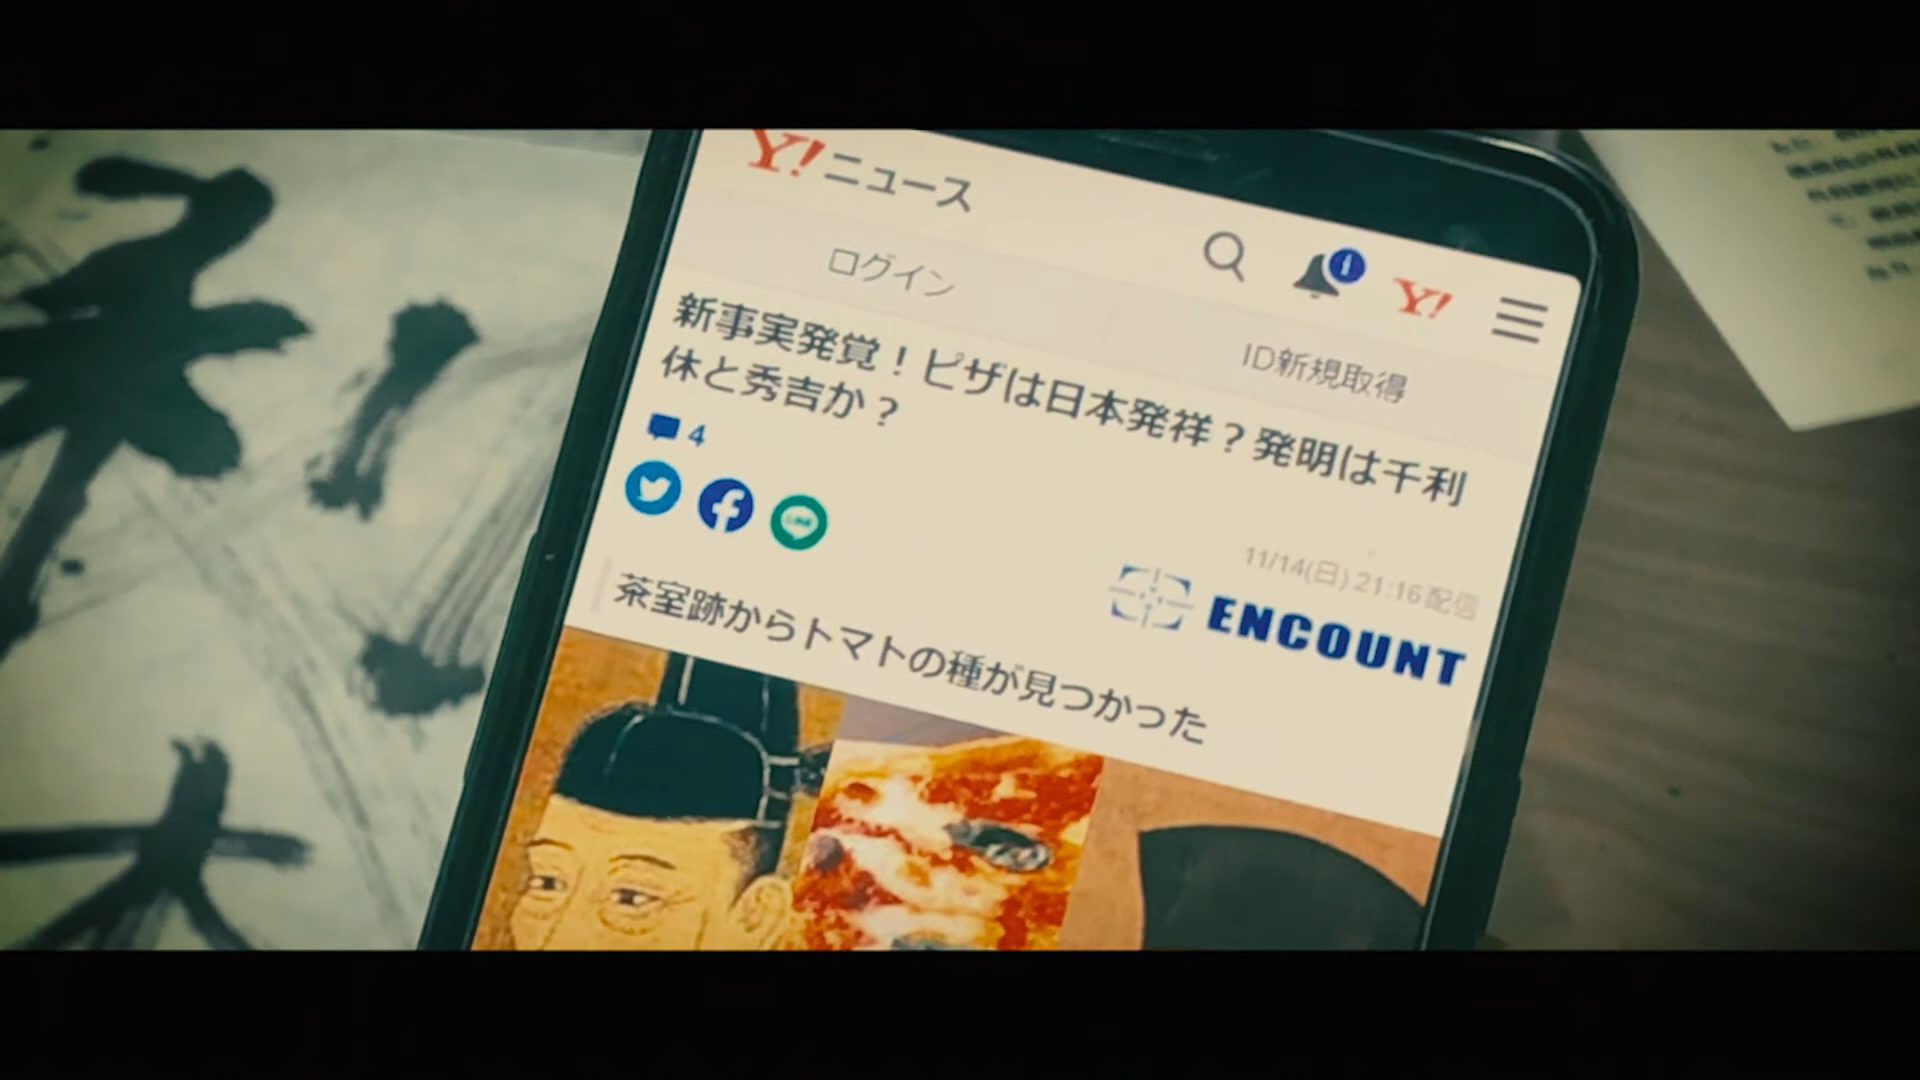 利
休
Y!ニュース
ログイン
ID新規取得
新事実発覚！ピザは日本発祥？発明は千利
休と秀吉か？
4
11/14(日) 21:16配信
ENCOUNT
茶室跡からトマトの種が見つかった